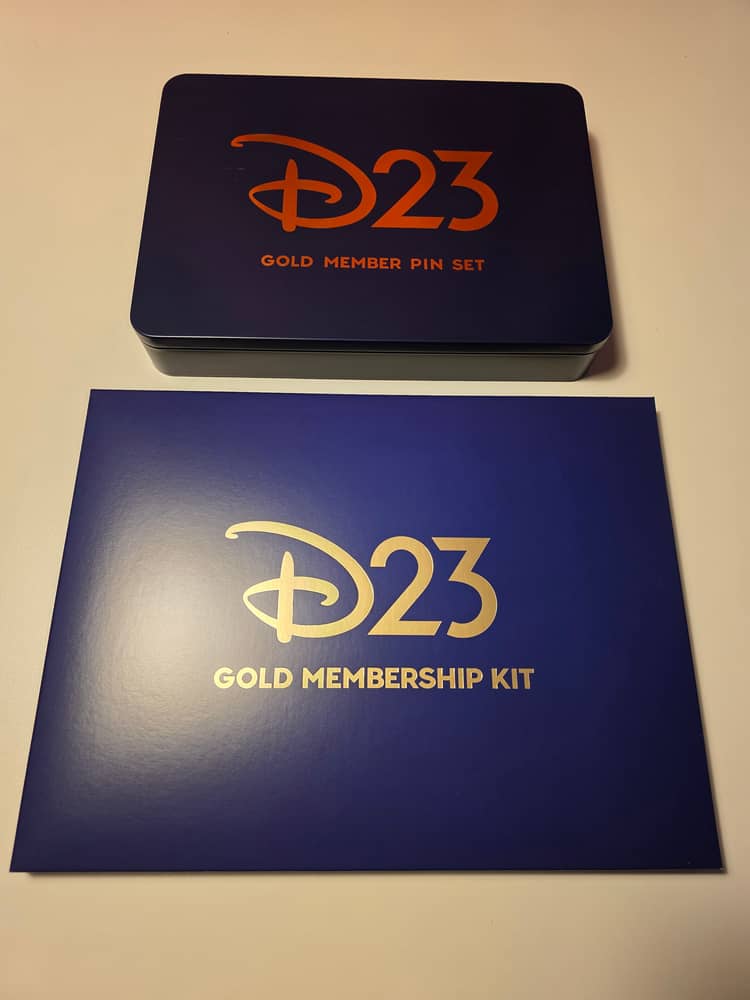 D23
GOLD MEMBER PIN SET
D23
GOLD MEMBERSHIP KIT